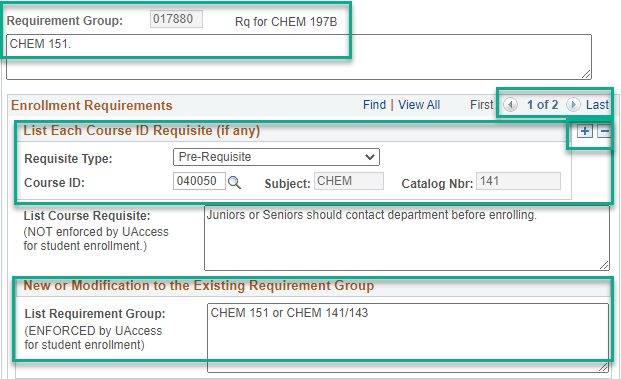 Requirement Group: 017880 Rq for CHEM 197B
CHEM 151.
Enrollment Requirements Find | View All First 1 of 2 Last
List Each Course ID Requisite (if any)
Requisite Type: Pre-Requisite
Course ID: 040050 Subject: CHEM Catalog Nbr: 141
List Course Requisite: Juniors or Seniors should contact department before enrolling.
(NOT enforced by UAccess
for student enrollment.)
New or Modification to the Existing Requirement Group
List Requirement Group: CHEM 151 or CHEM 141/143
(ENFORCED by UAccess
for student enrollment)